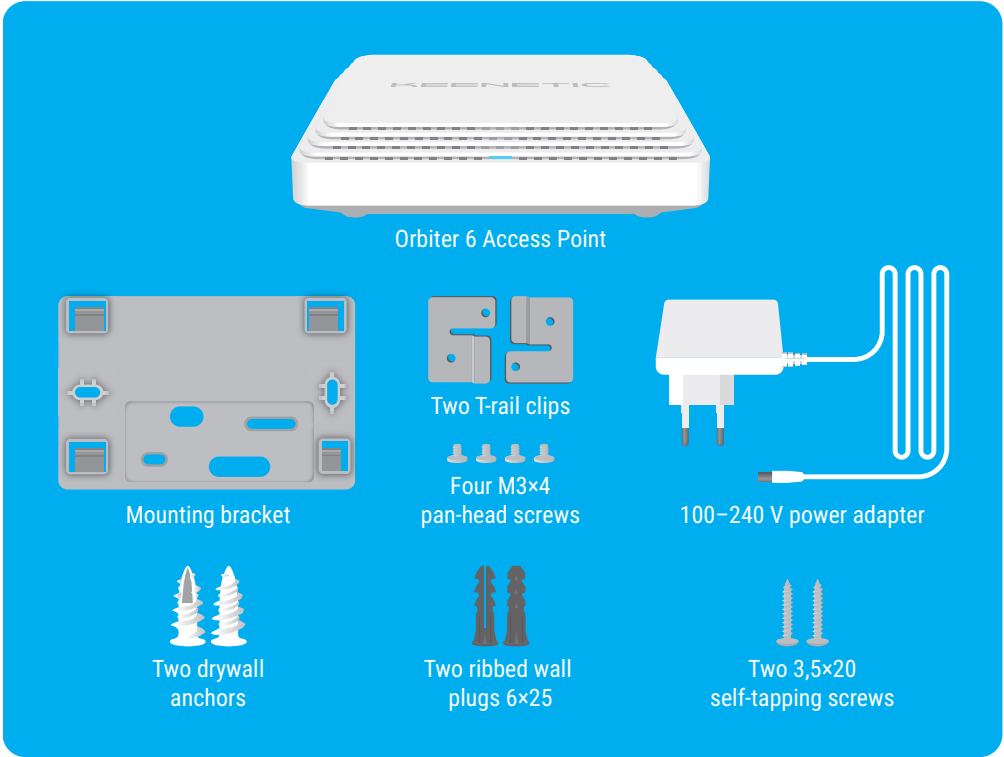 KEENETIC
Orbiter 6 Access Point
Two T-rail clips
Four M3×4
pan-head screws
Mounting bracket
100–240 V power adapter
Two drywall
anchors
Two ribbed wall
plugs 6×25
Two 3,5×20
self-tapping screws